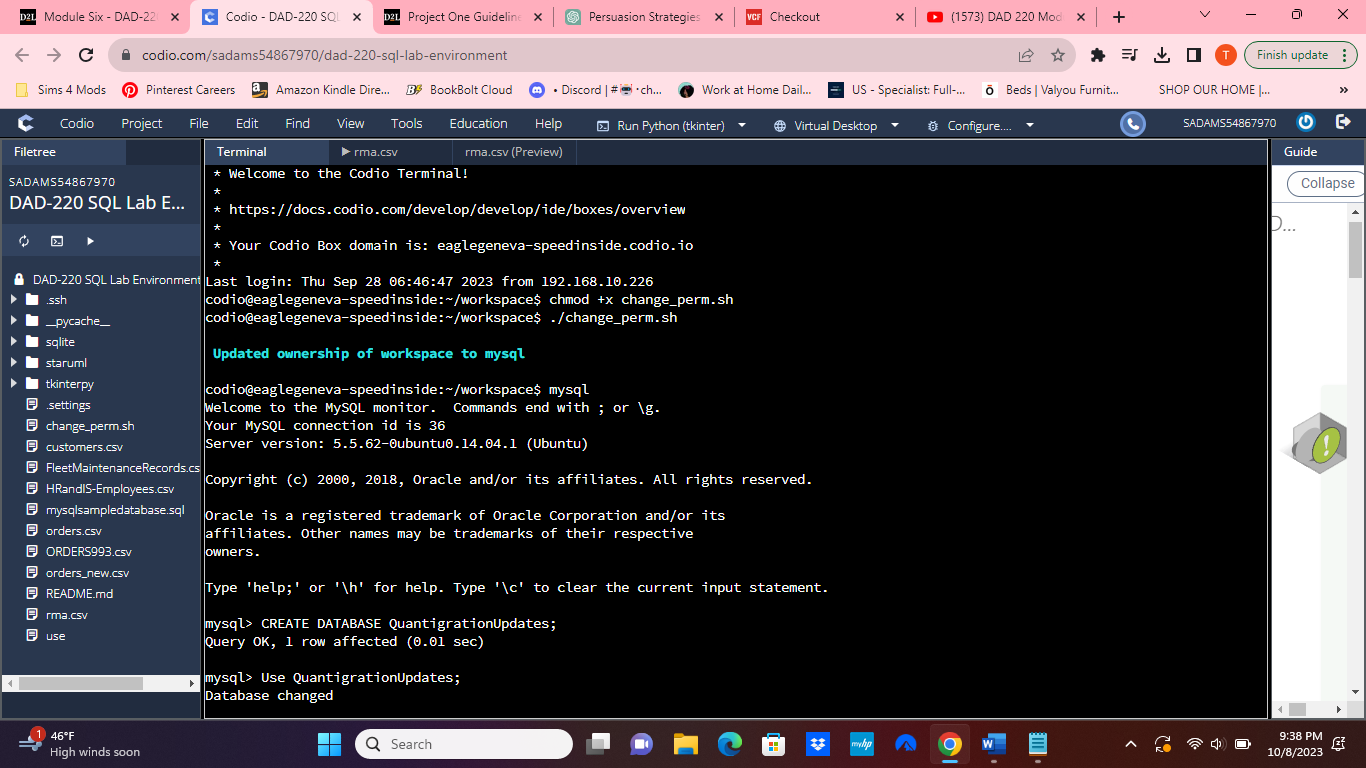 Module Six - DAD-22
Codio - DAD-220 SQL
Project One Guideline
Persuasion Strategies
Checkout
(1573) DAD 220 Mod
codio.com/sadams54867970/dad-220-sql-lab-environment
T
Finish update
Sims 4 Mods
Pinterest Careers
Amazon Kindle Dire...
BookBolt Cloud
• Discord | #
ch...
Work at Home Dail...
US - Specialist: Full-...
Beds | Valyou Furnit...
SHOP OUR HOME |...
»
Codio Project File Edit Find View Tools Education Help
Run Python (tkinter)
Virtual Desktop
Configure....
SADAMS54867970
Filetree
Terminal
rma.csv
rma.csv (Preview)
Guide
Collapse
D...
SADAMS54867970
DAD-220 SQL Lab E...
DAD-220 SQL Lab Environment
.ssh
__pycache__
sqlite
staruml
tkinterpy
.settings
change_perm.sh
customers.csv
FleetMaintenanceRecords.cs
HRandIS-Employees.csv
mysqlsampledatabase.sql
orders.csv
ORDERS993.csv
orders_new.csv
README.md
rma.csv
use
* Welcome to the Codio Terminal!
*
* https://docs.codio.com/develop/develop/ide/boxes/overview
*
* Your Codio Box domain is: eaglegeneva-speedinside.codio.io
*
Last login: Thu Sep 28 06:46:47 2023 from 192.168.10.226
codio@eaglegeneva-speedinside:~/workspace$ chmod +x change_perm.sh
codio@eaglegeneva-speedinside:~/workspace$ ./change_perm.sh
Updated ownership of workspace to mysql
codio@eaglegeneva-speedinside:~/workspace$ mysql
Welcome to the MySQL monitor.  Commands end with ; or \g.
Your MySQL connection id is 36
Server version: 5.5.62-0ubuntu0.14.04.1 (Ubuntu)
Copyright (c) 2000, 2018, Oracle and/or its affiliates. All rights reserved.
Oracle is a registered trademark of Oracle Corporation and/or its
affiliates. Other names may be trademarks of their respective
owners.
Type 'help;' or '\h' for help. Type '\c' to clear the current input statement.
mysql> CREATE DATABASE QuantigrationUpdates;
Query OK, 1 row affected (0.01 sec)
mysql> Use QuantigrationUpdates;
Database changed
1
46°F
High winds soon
Search
myhp
9:38 PM
10/8/2023